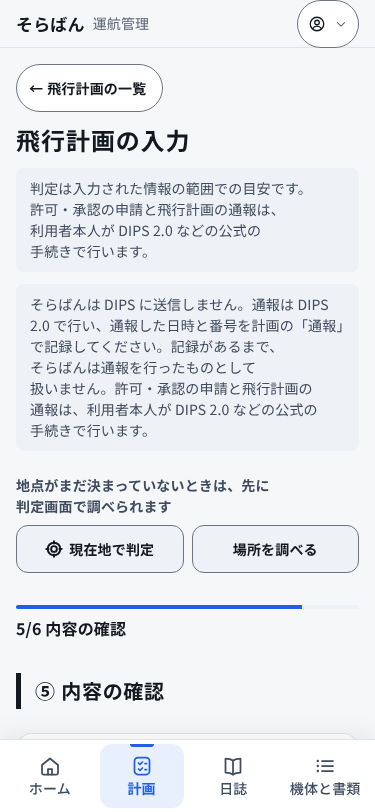 そらばん 運航管理
← 飛行計画の一覧
飛行計画の入力
判定は入力された情報の範囲での目安です。
許可・承認の申請と飛行計画の通報は、
利用者本人が DIPS 2.0 などの公式の
手続きで行います。
そらばんは DIPS に送信しません。通報は DIPS
2.0 で行い、通報した日時と番号を計画の「通報」
で記録してください。記録があるまで、
そらばんは通報を行ったものとして
扱いません。許可・承認の申請と飛行計画の
通報は、利用者本人が DIPS 2.0 などの公式の
手続きで行います。
地点がまだ決まっていないときは、先に
判定画面で調べられます
現在地で判定 場所を調べる
5/6 内容の確認
⑤ 内容の確認
ホーム 計画 日誌 機体と書類